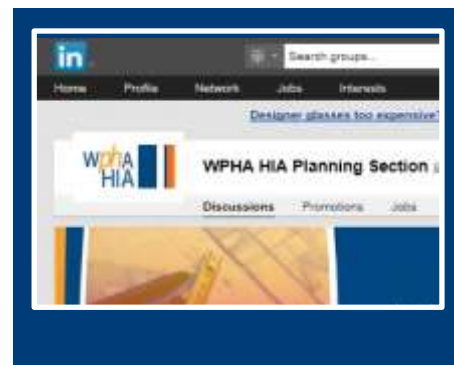 in
Search groups...
Home Profile Network Jobs Interests
Designer glasses too expensive?
WphA
HIA
WPHA HIA Planning Section
Discussions Promotions Jobs